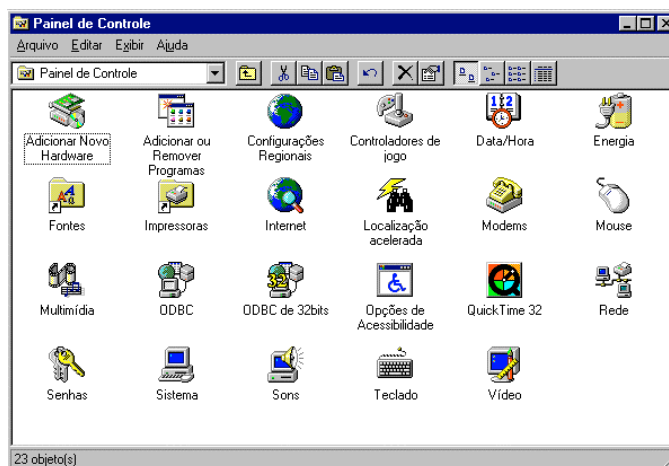 Painel de Controle
Arquivo Editar Exibir Ajuda
Painel de Controle
Adicionar Novo
Hardware
Adicionar ou
Remover
Programas
Configurações
Regionais
Controladores de
jogo
Data/Hora
Energia
Fontes
Impressoras
Internet
Localização
acelerada
Modems
Mouse
Multimídia
ODBC
ODBC de 32bits
Opções de
Acessibilidade
QuickTime 32
Rede
Senhas
Sistema
Sons
Teclado
Vídeo
23 objeto(s)